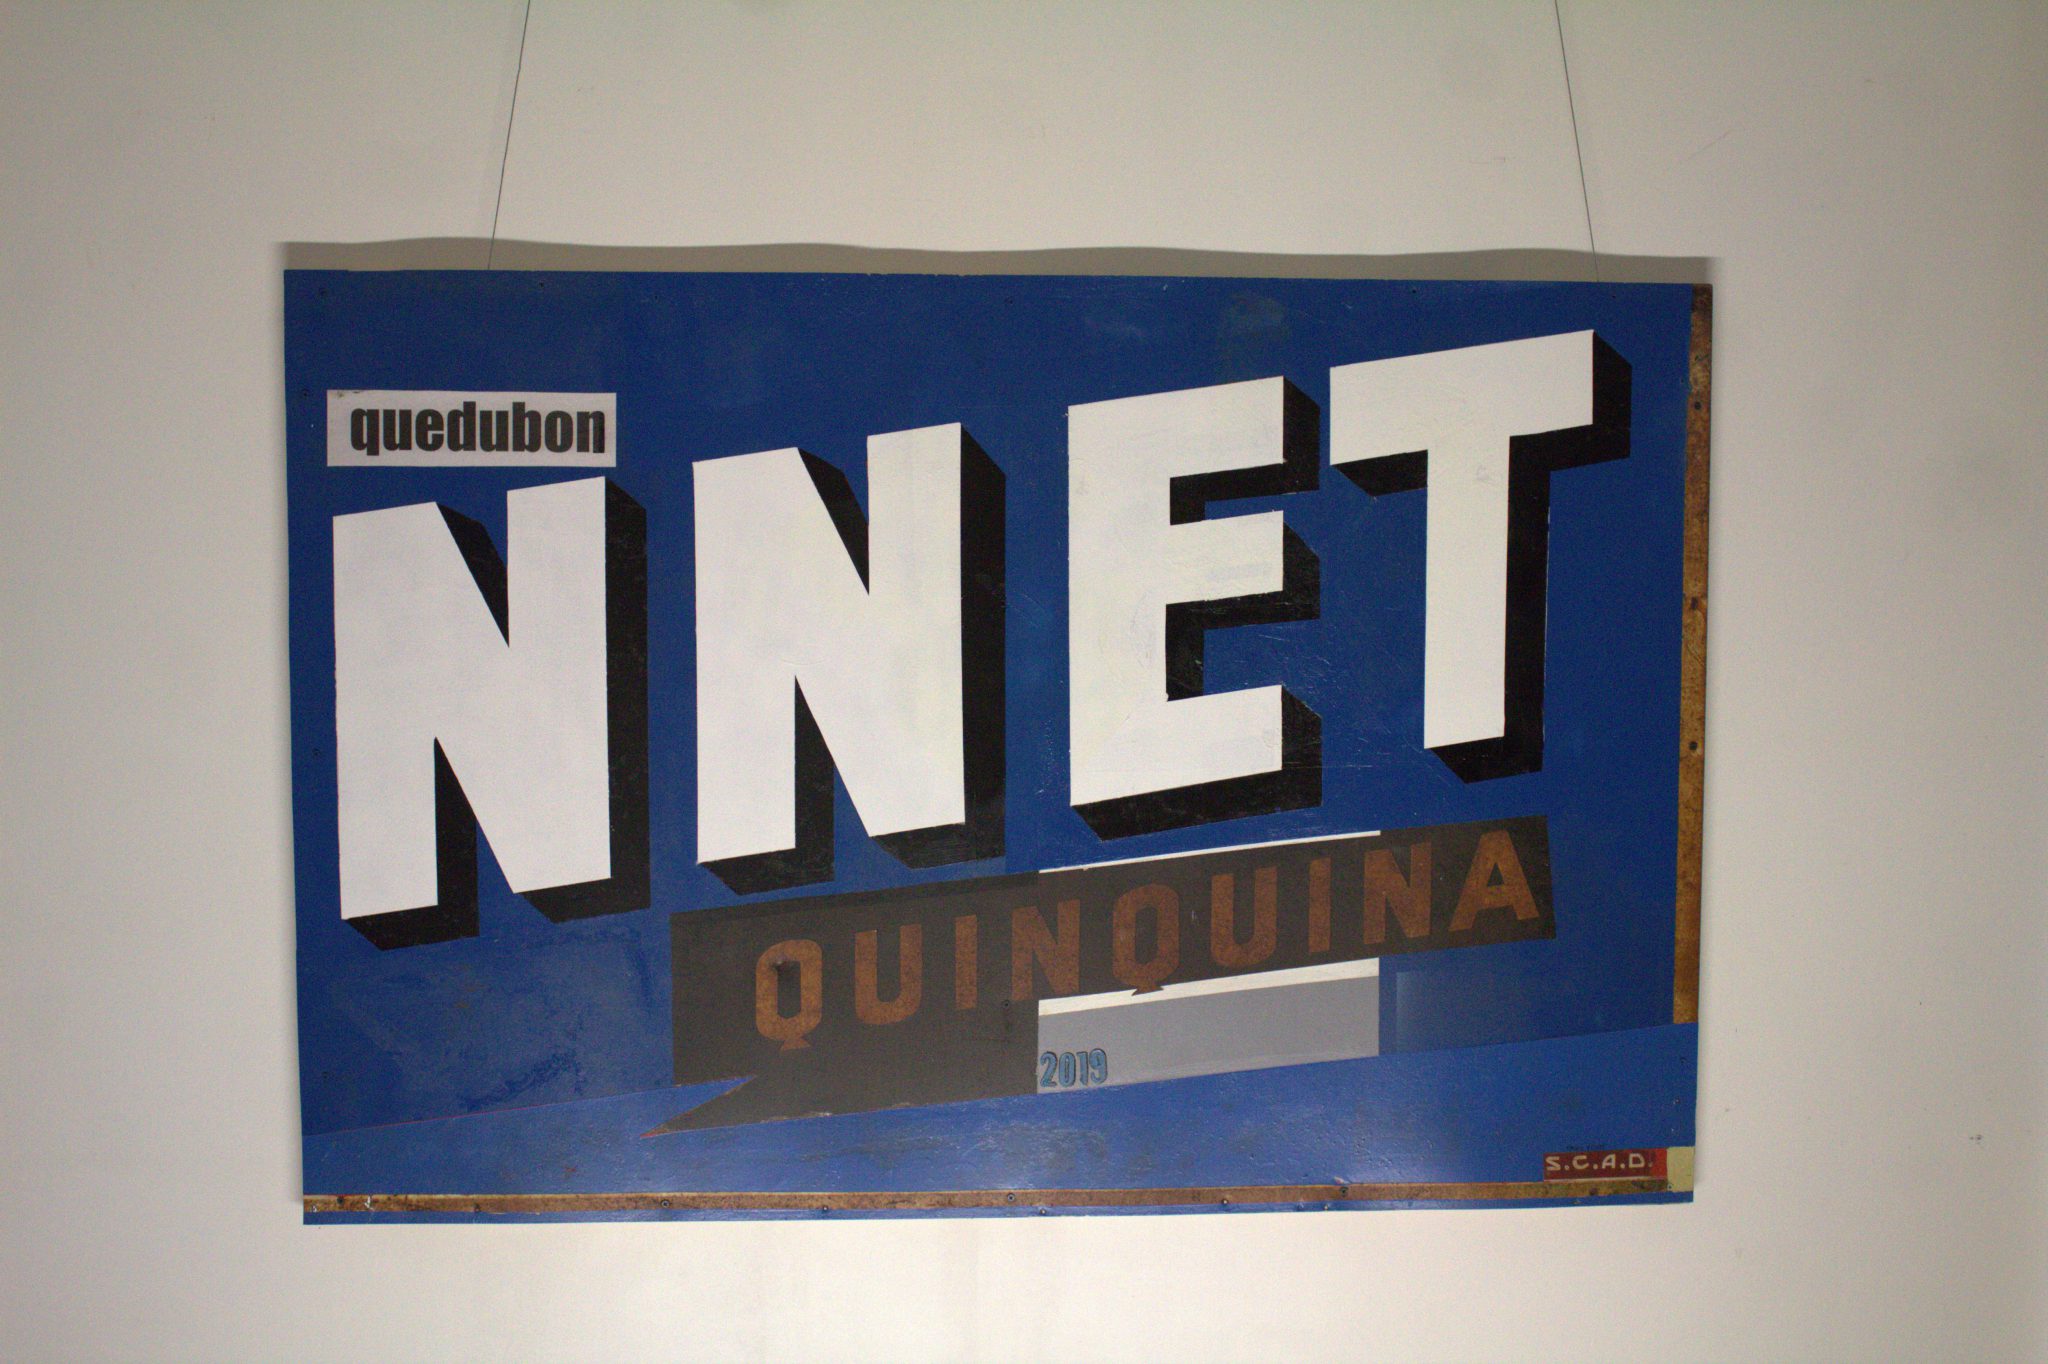 quedubon
NNET
QUINQUINA
2019
S.C.A.D.